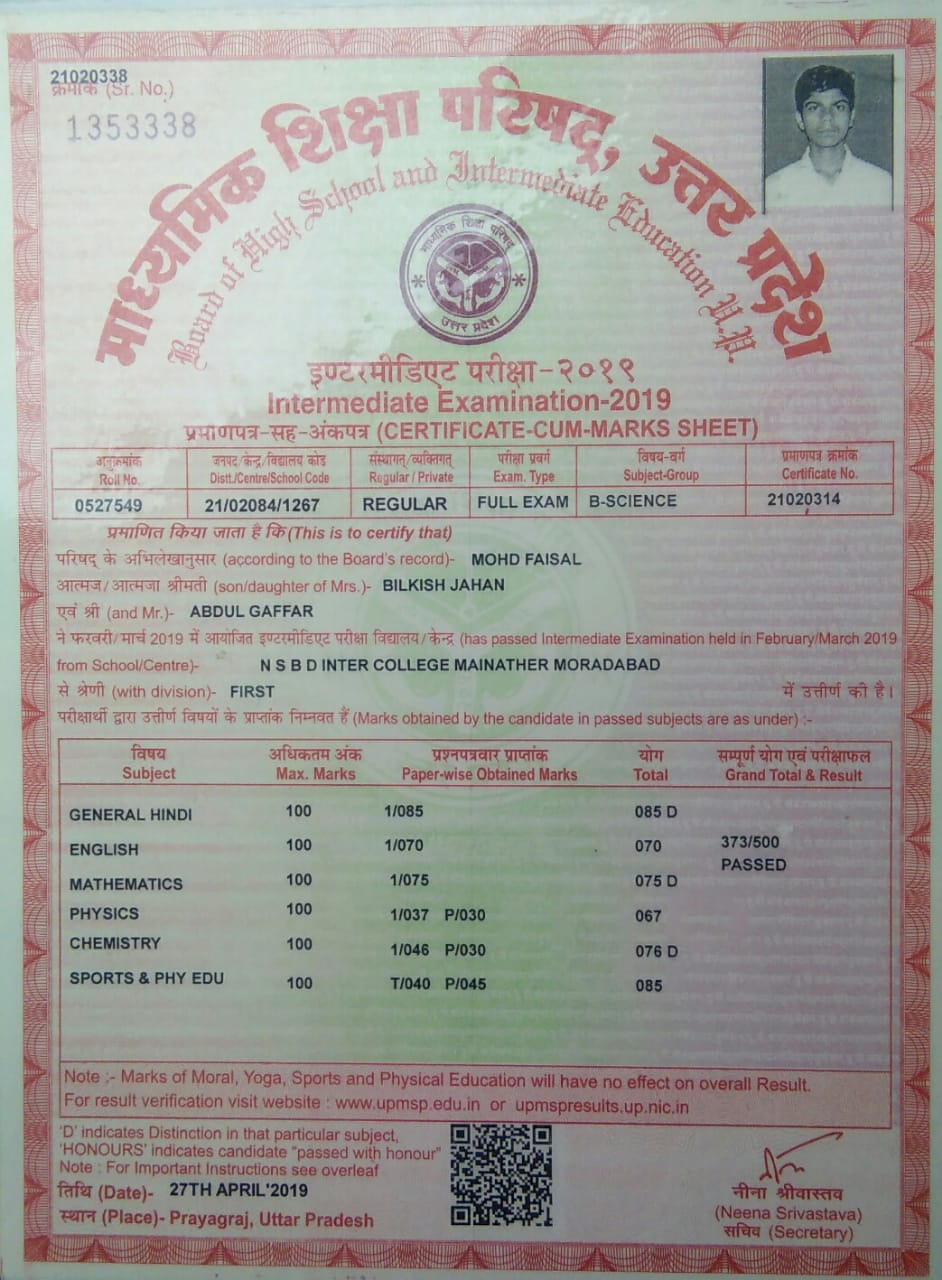 21020338
क्रमांक (Sr. No.)
1353338
माध्यमिक शिक्षा परिषद्, उत्तर प्रदेश
Board of High School and Intermediate Education U.P.
माध्यमिक शिक्षा परिषद्
उत्तर प्रदेश
इण्टरमीडिएट परीक्षा-२०१९
Intermediate Examination-2019
प्रमाणपत्र-सह-अंकपत्र (CERTIFICATE-CUM-MARKS SHEET)
अनुक्रमांक जनपद/केन्द्र/विद्यालय कोड संस्थागत/व्यक्तिगत् परीक्षा प्रवर्ग विषय-वर्ग प्रमाणपत्र क्रमांक
Roll No. Distt./Centre/School Code Regular / Private Exam. Type Subject-Group Certificate No.
0527549 21/02084/1267 REGULAR FULL EXAM B-SCIENCE 21020314
प्रमाणित किया जाता है कि (This is to certify that)
परिषद् के अभिलेखानुसार (according to the Board's record)- MOHD FAISAL
आत्मज/आत्मजा श्रीमती (son/daughter of Mrs.)- BILKISH JAHAN
एवं श्री (and Mr.)- ABDUL GAFFAR
ने फरवरी/मार्च 2019 में आयोजित इण्टरमीडिएट परीक्षा विद्यालय/केन्द्र (has passed Intermediate Examination held in February/March 2019
from School/Centre)- N S B D INTER COLLEGE MAINATHER MORADABAD
से श्रेणी (with division)- FIRST में उत्तीर्ण की है।
परीक्षार्थी द्वारा उत्तीर्ण विषयों के प्राप्तांक निम्नवत हैं (Marks obtained by the candidate in passed subjects are as under) :-
विषय अधिकतम अंक प्रश्नपत्रवार प्राप्तांक योग सम्पूर्ण योग एवं परीक्षाफल
Subject Max. Marks Paper-wise Obtained Marks Total Grand Total & Result
GENERAL HINDI 100 1/085 085 D
ENGLISH 100 1/070 070 373/500
PASSED
MATHEMATICS 100 1/075 075 D
PHYSICS 100 1/037 P/030 067
CHEMISTRY 100 1/046 P/030 076 D
SPORTS & PHY EDU 100 T/040 P/045 085
Note :- Marks of Moral, Yoga, Sports and Physical Education will have no effect on overall Result.
For result verification visit website : www.upmsp.edu.in or upmspresults.up.nic.in
'D' indicates Distinction in that particular subject,
'HONOURS' indicates candidate "passed with honour"
Note : For Important Instructions see overleaf
तिथि (Date)- 27TH APRIL'2019
स्थान (Place)- Prayagraj, Uttar Pradesh
नीना श्रीवास्तव
(Neena Srivastava)
सचिव (Secretary)